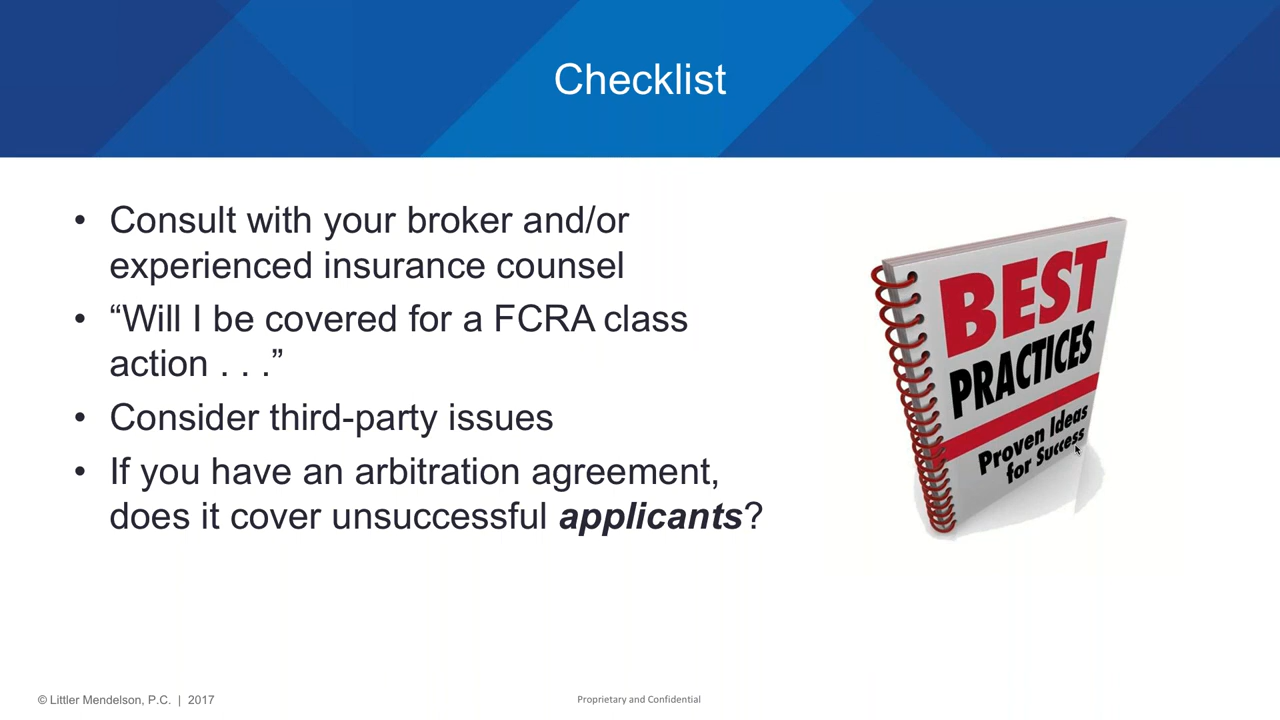 Checklist
• Consult with your broker and/or
experienced insurance counsel
• “Will I be covered for a FCRA class
action . . .”
• Consider third-party issues
• If you have an arbitration agreement,
does it cover unsuccessful applicants?
BEST
PRACTICES
Proven Ideas
for Success
© Littler Mendelson, P.C. | 2017
Proprietary and Confidential